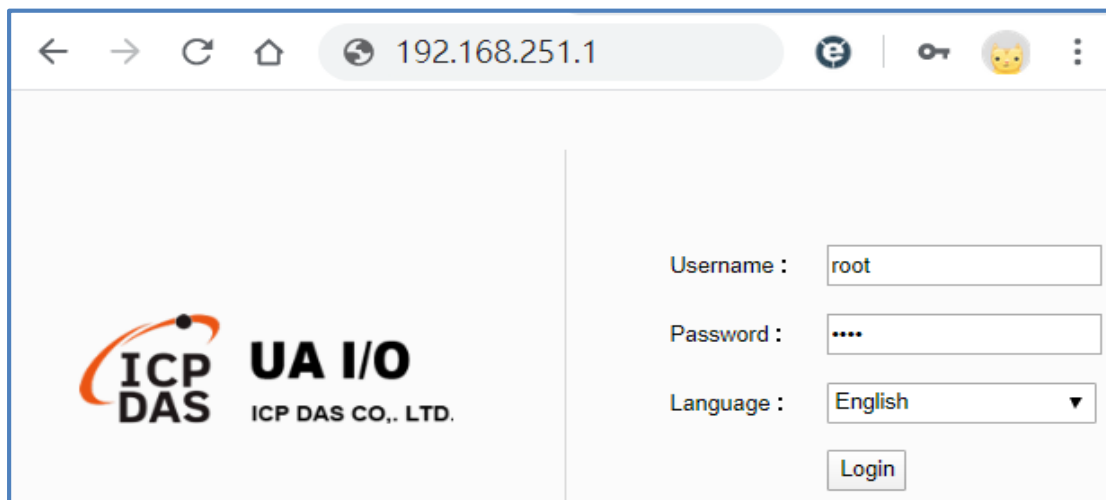 192.168.251.1
Username :
root
Password :
••••
Language :
English
Login
ICP
DAS
UA I/O
ICP DAS CO,. LTD.